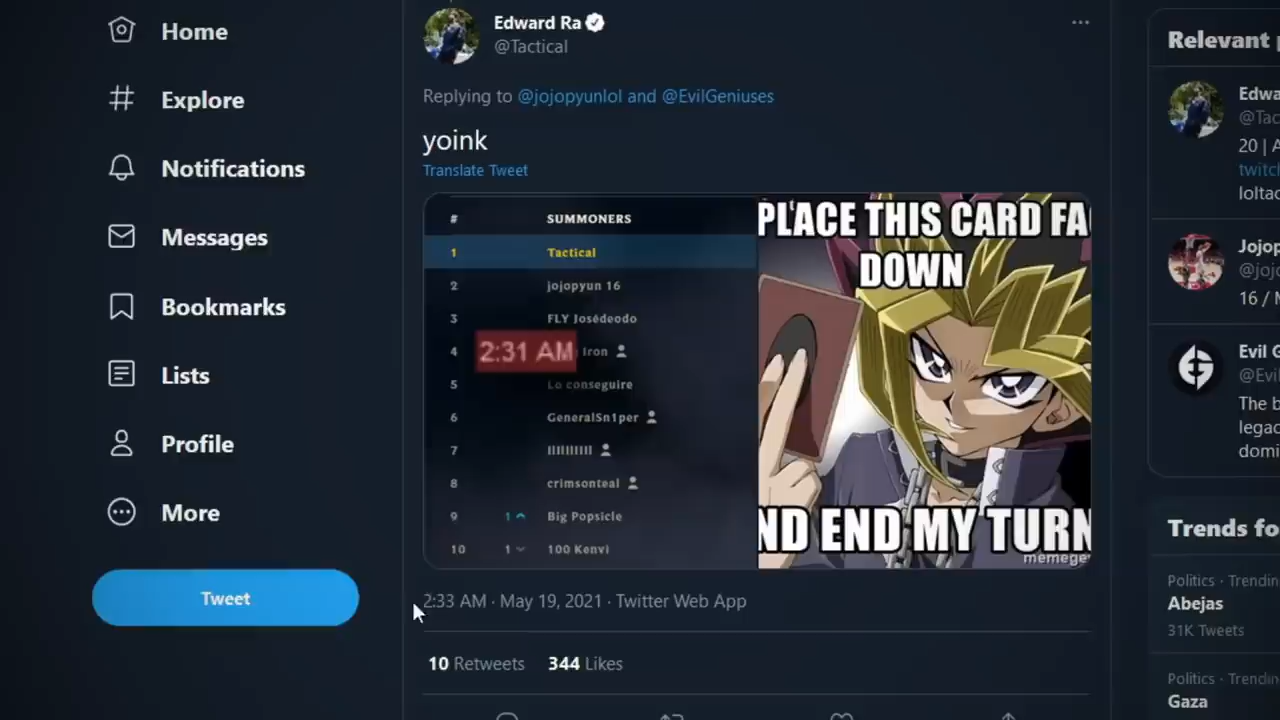 Home
Explore
Notifications
Messages
Bookmarks
Lists
Profile
More
Tweet
Edward Ra
@Tactical
Replying to @jojopyunlol and @EvilGeniuses
yoink
Translate Tweet
# SUMMONERS
1 Tactical
2 jojopyun 16
3 FLY Josédeodo
4 2:31 AM Iron
5 Lo conseguire
6 GeneralSn1per
7 IIIIIIIIII
8 crimsonteal
9 1 Big Popsicle
10 1 100 Kenvi
PLACE THIS CARD FA
DOWN
ND END MY TURN
memege
2:33 AM · May 19, 2021 · Twitter Web App
10 Retweets 344 Likes
Relevant
Edwa
@Tac
20 | A
twitc
lolta
Jojop
@joj
16 /
Evil G
@Evil
The b
legac
domi
Trends fo
Politics · Trendin
Abejas
31K Tweets
Politics · Trendin
Gaza